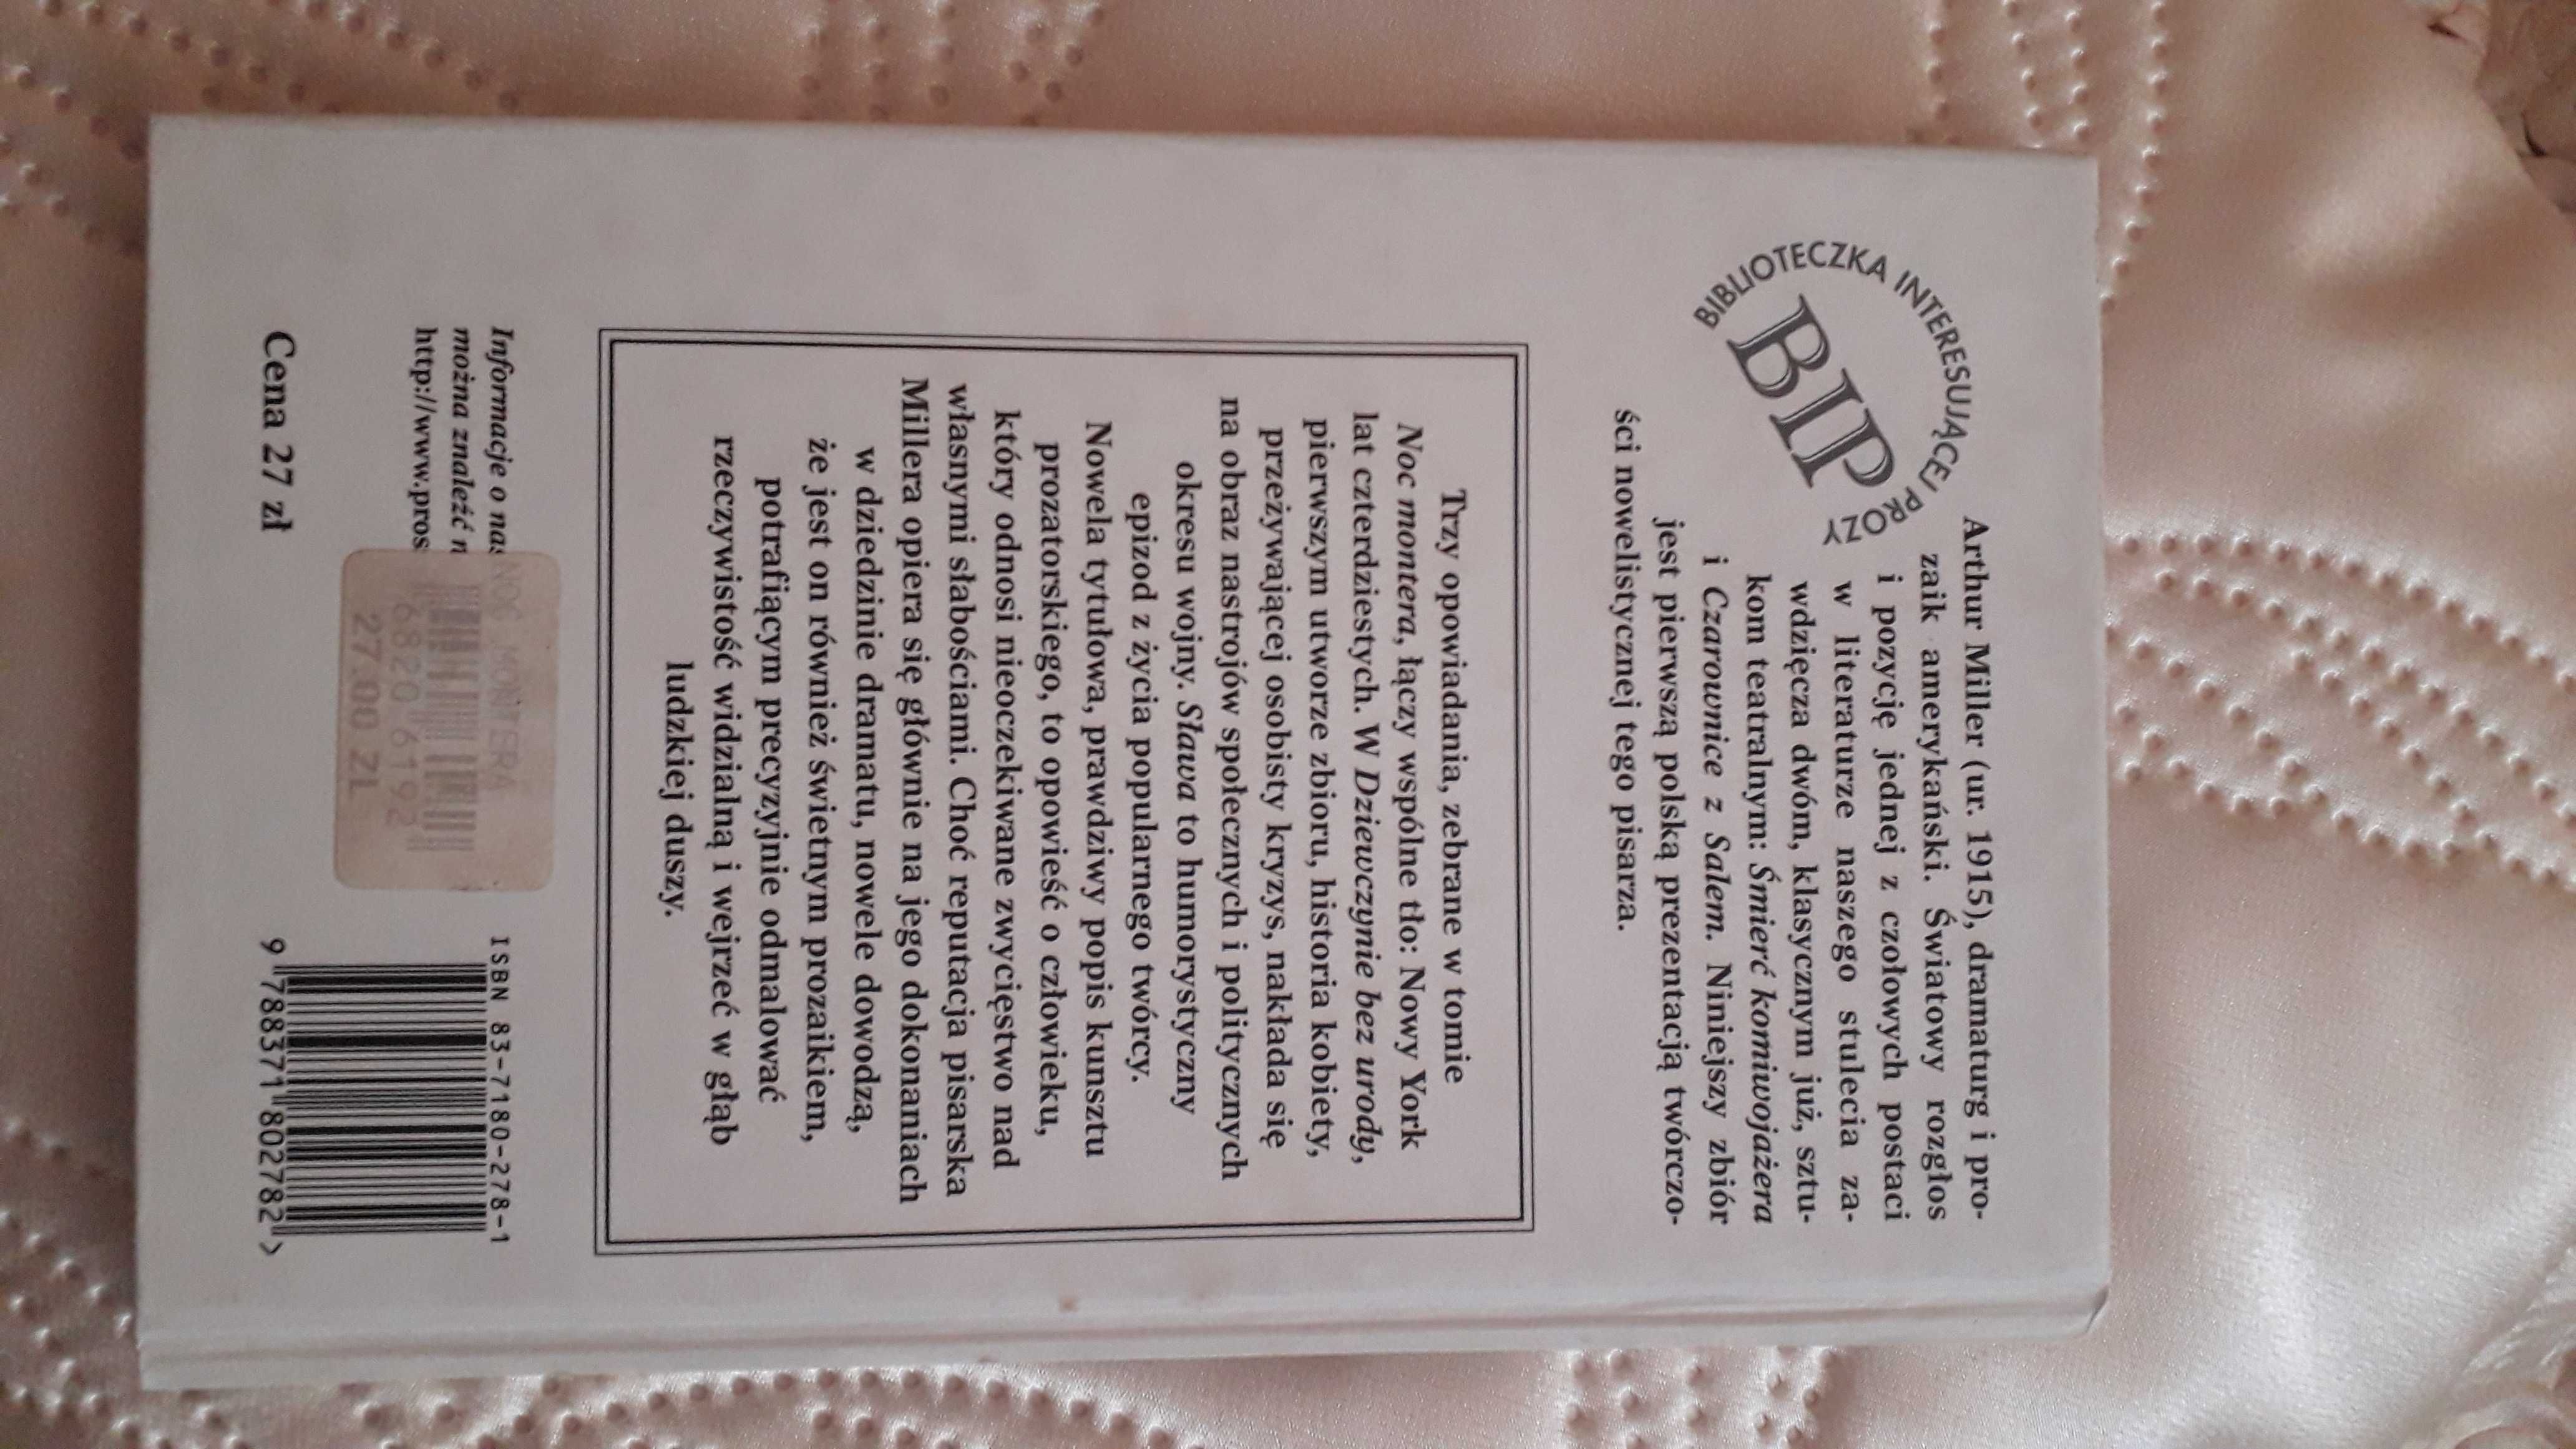 BIBLIOTECZKA INTERESUJĄCEJ PROZY
BIP
Arthur Miller (ur. 1915), dramaturg i pro-
zaik amerykański. Światowy rozgłos
i pozycję jednej z czołowych postaci
w literaturze naszego stulecia za-
wdzięcza dwóm, klasycznym już, sztu-
kom teatralnym: Śmierć komiwojażera
i Czarownice z Salem. Niniejszy zbiór
jest pierwszą polską prezentacją twórczo-
ści nowelistycznej tego pisarza.
Trzy opowiadania, zebrane w tomie
Noc montera, łączy wspólne tło: Nowy York
lat czterdziestych. W Dziewczynie bez urody,
pierwszym utworze zbioru, historia kobiety,
przeżywającej osobisty kryzys, nakłada się
na obraz nastrojów społecznych i politycznych
okresu wojny. Sława to humorystyczny
epizod z życia popularnego twórcy.
Nowela tytułowa, prawdziwy popis kunsztu
prozatorskiego, to opowieść o człowieku,
który odnosi nieoczekiwane zwycięstwo nad
własnymi słabościami. Choć reputacja pisarska
Millera opiera się głównie na jego dokonaniach
w dziedzinie dramatu, nowele dowodzą,
że jest on również świetnym prozaikiem,
potrafiącym precyzyjnie odmalować
rzeczywistość widzialną i wejrzeć w głąb
ludzkiej duszy.
Informacje o nas
można znaleźć n
http://www.pros
NOC MONTERA
6820 6192
27.00 ZL
Cena 27 zł
ISBN 83-7180-278-1
9 788371 802782 >